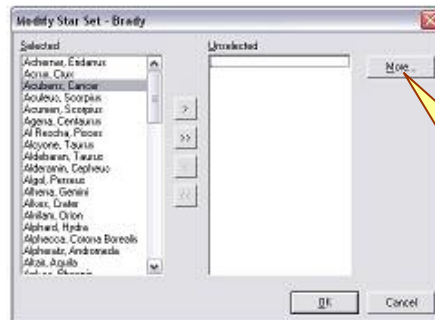 Modify Star Set - Brady
Selected
Unselected
Achernar, Eridanus
Acrux, Crux
Acubens, Cancer
Aculeus, Scorpius
Acumen, Scorpius
Agena, Centaurus
Al Rescha, Pisces
Alcyone, Taurus
Aldebaran, Taurus
Alderamin, Cepheus
Algol, Perseus
Alhena, Gemini
Alkes, Crater
Alnilam, Orion
Alphard, Hydra
Alphecca, Corona Borealis
Alpheratz, Andromeda
Altair, Aquila
>
>>
<
<<
More...
OK
Cancel